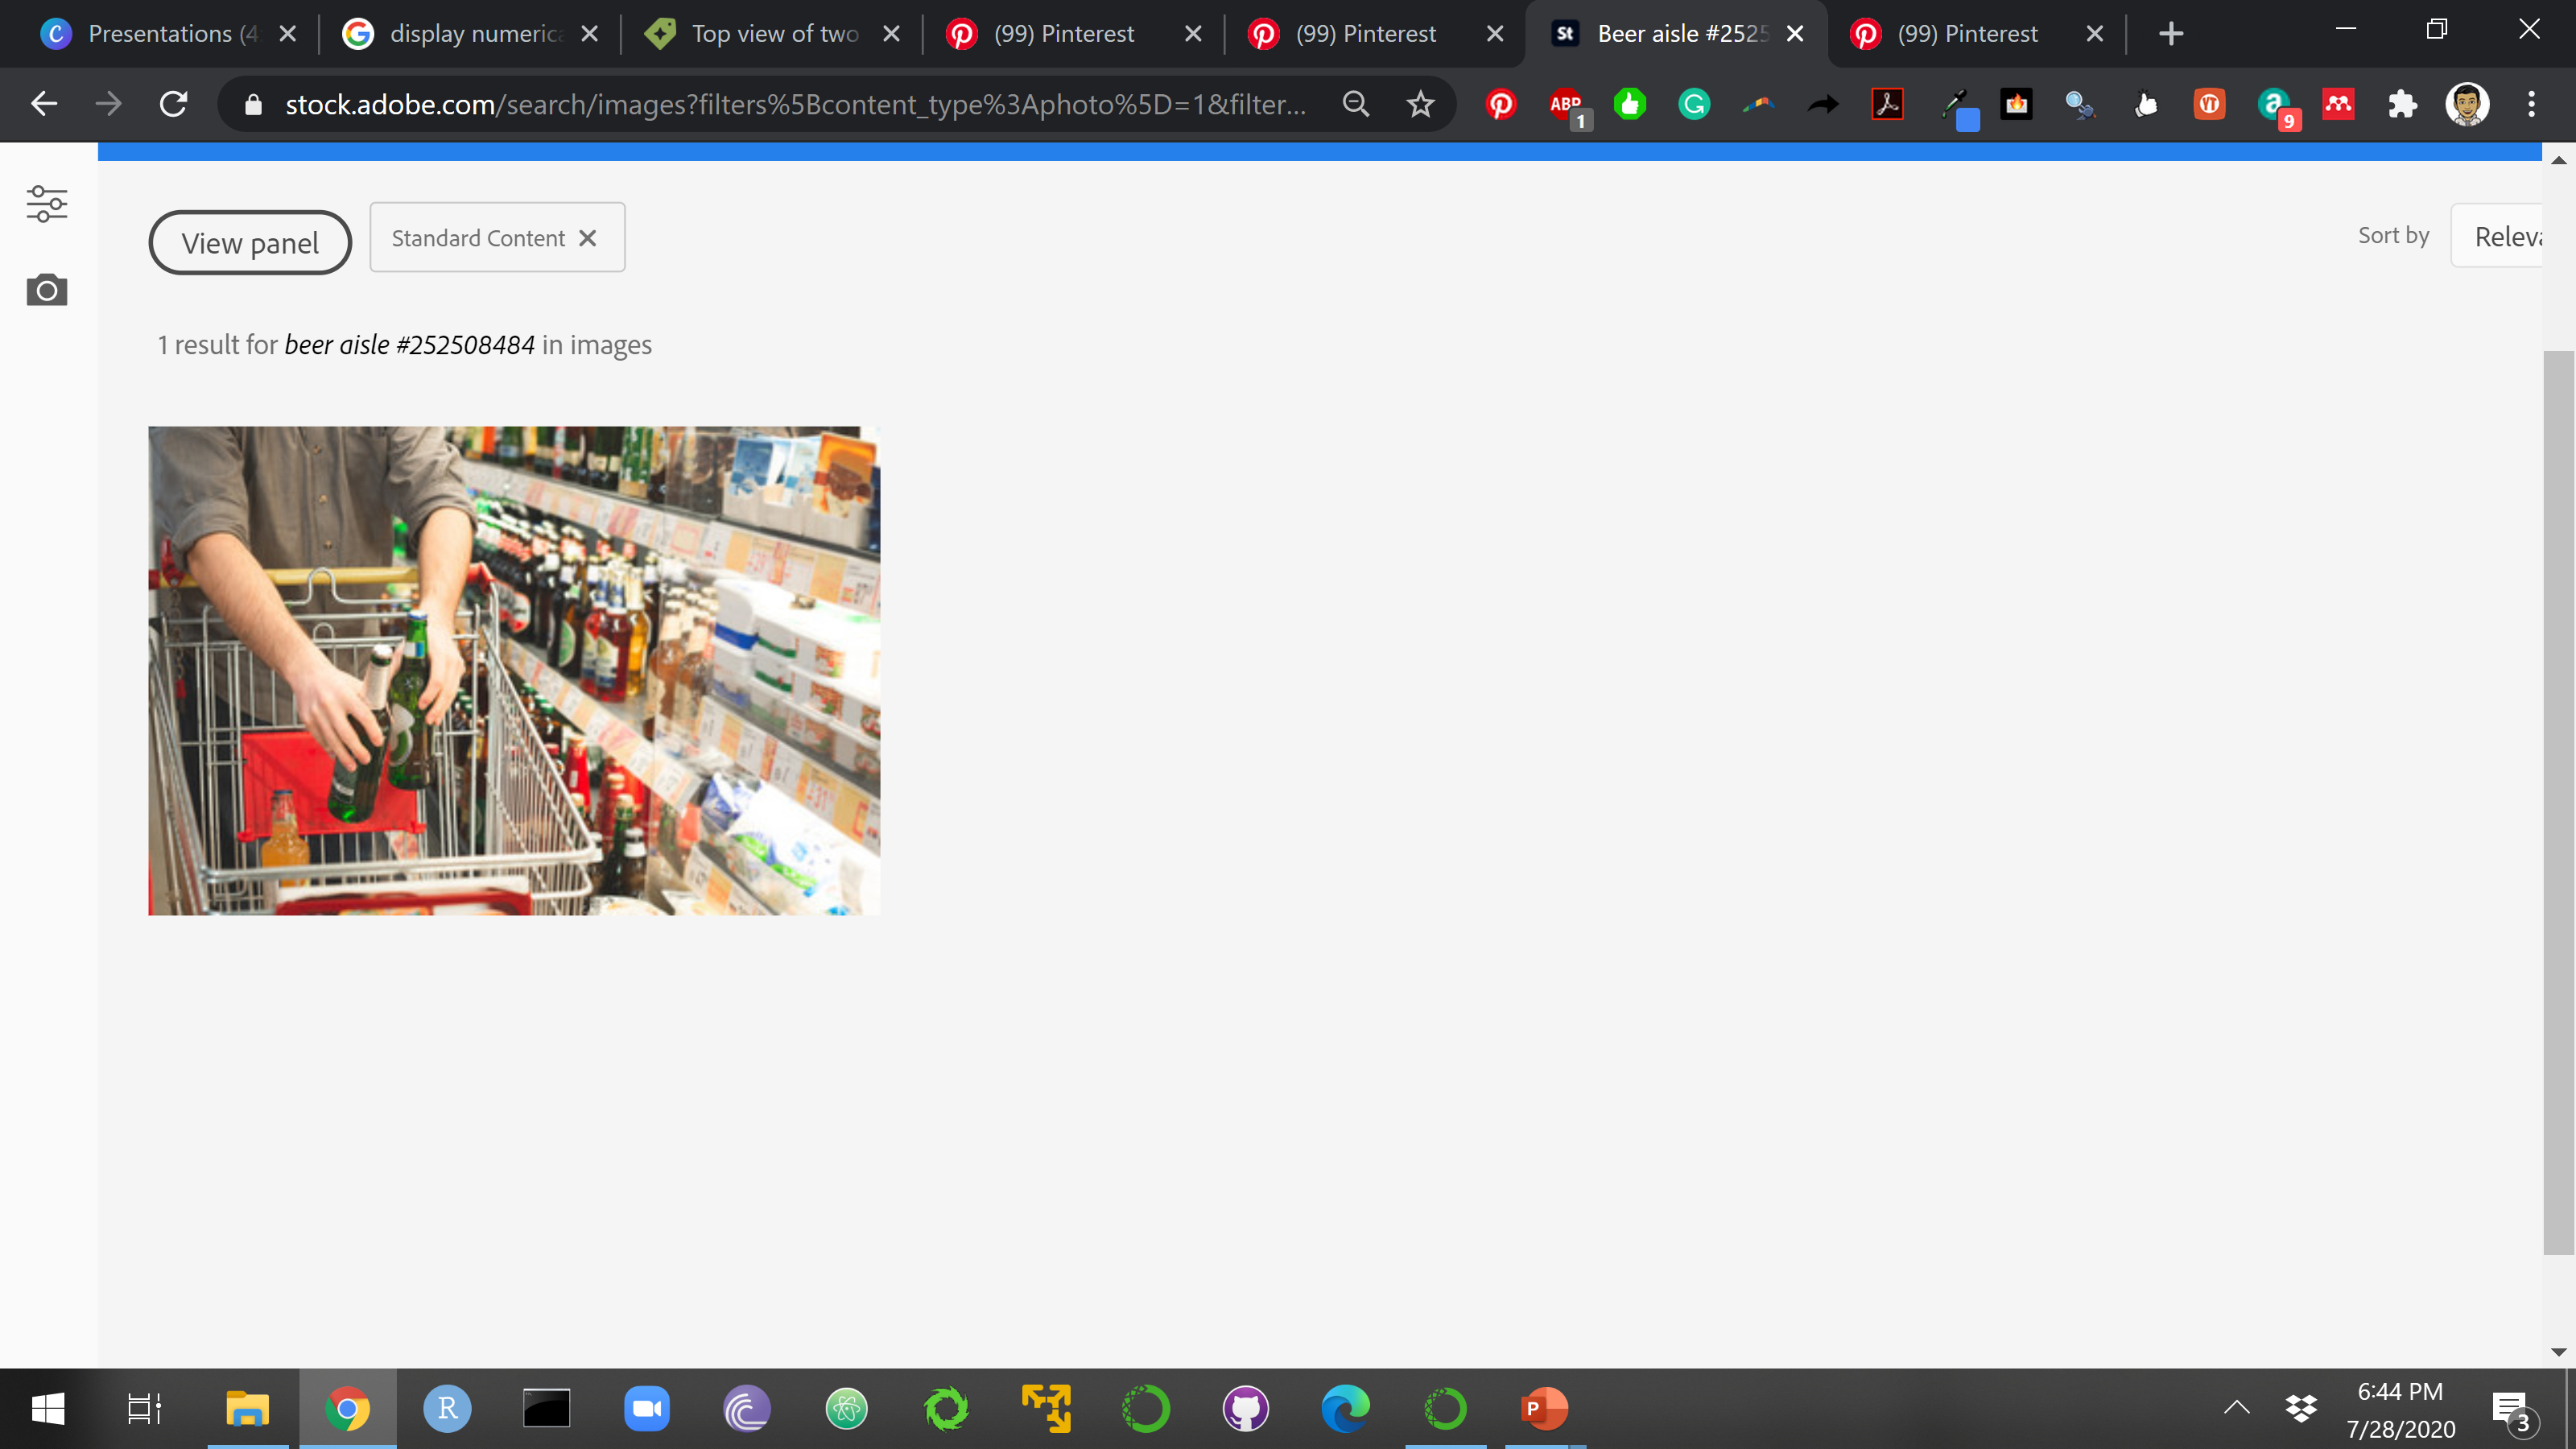 Presentations (4
display numerica
Top view of two
(99) Pinterest
(99) Pinterest
St
Beer aisle #2525
(99) Pinterest
stock.adobe.com/search/images?filters%5Bcontent_type%3Aphoto%5D=1&filter...
ABP
1
9
View panel
Standard Content
Sort by
Releva
1 result for beer aisle #252508484 in images
R
P
6:44 PM
7/28/2020
3